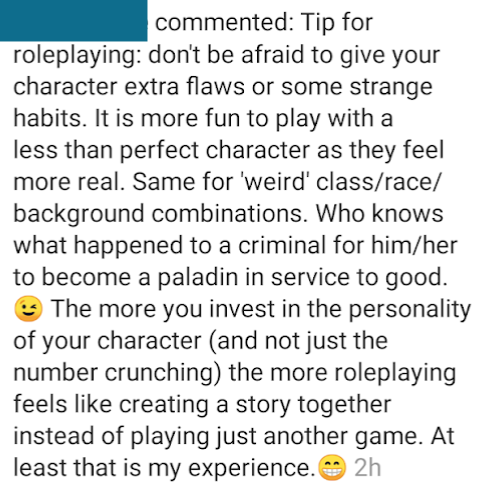 commented: Tip for
roleplaying: don't be afraid to give your
character extra flaws or some strange
habits. It is more fun to play with a
less than perfect character as they feel
more real. Same for 'weird' class/race/
background combinations. Who knows
what happened to a criminal for him/her
to become a paladin in service to good.
😉 The more you invest in the personality
of your character (and not just the
number crunching) the more roleplaying
feels like creating a story together
instead of playing just another game. At
least that is my experience.😁 2h